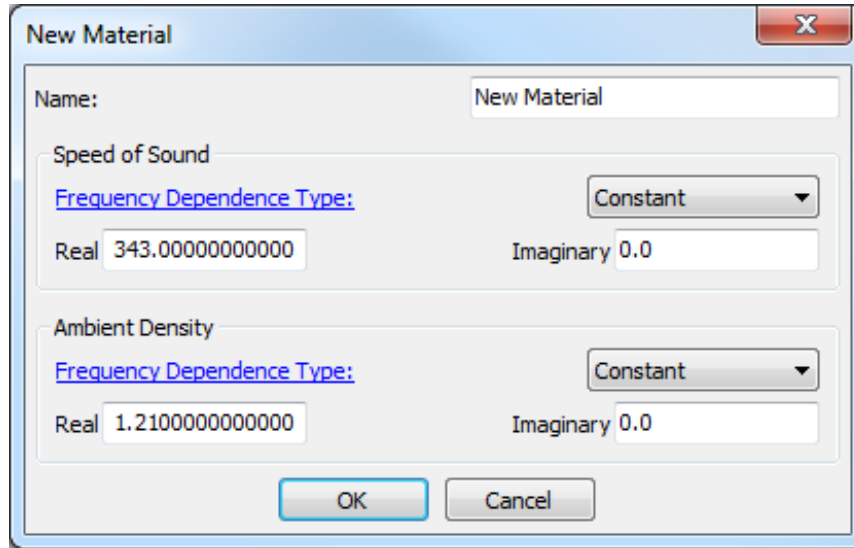 New Material
Name: New Material
Speed of Sound
Frequency Dependence Type: Constant
Real 343.00000000000 Imaginary 0.0
Ambient Density
Frequency Dependence Type: Constant
Real 1.2100000000000 Imaginary 0.0
OK Cancel